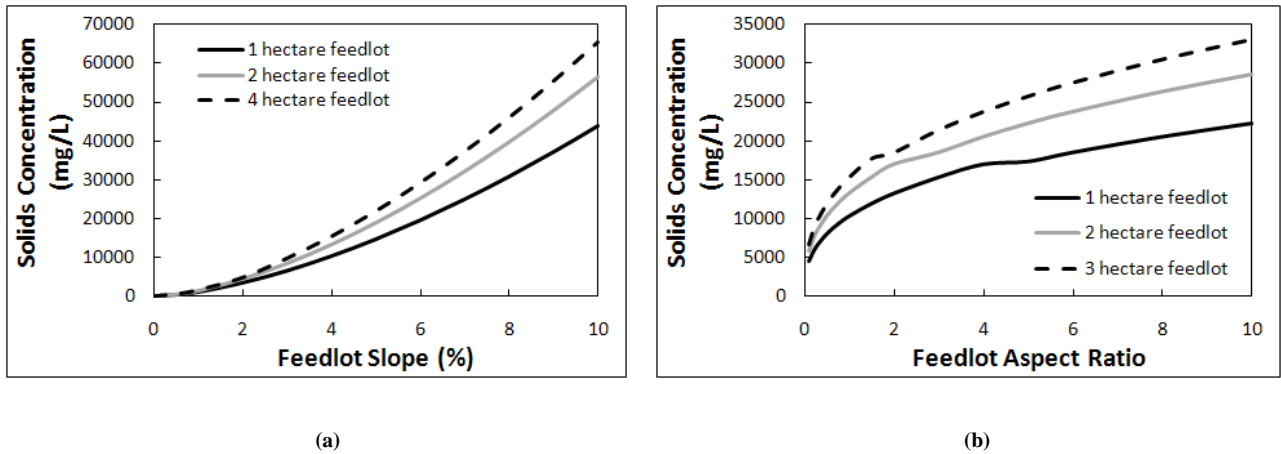 Solids Concentration
(mg/L)
70000
60000
50000
40000
30000
20000
10000
0
1 hectare feedlot
2 hectare feedlot
4 hectare feedlot
0 2 4 6 8 10
Feedlot Slope (%)
(a)
Solids Concentration
(mg/L)
35000
30000
25000
20000
15000
10000
5000
0
1 hectare feedlot
2 hectare feedlot
3 hectare feedlot
0 2 4 6 8 10
Feedlot Aspect Ratio
(b)